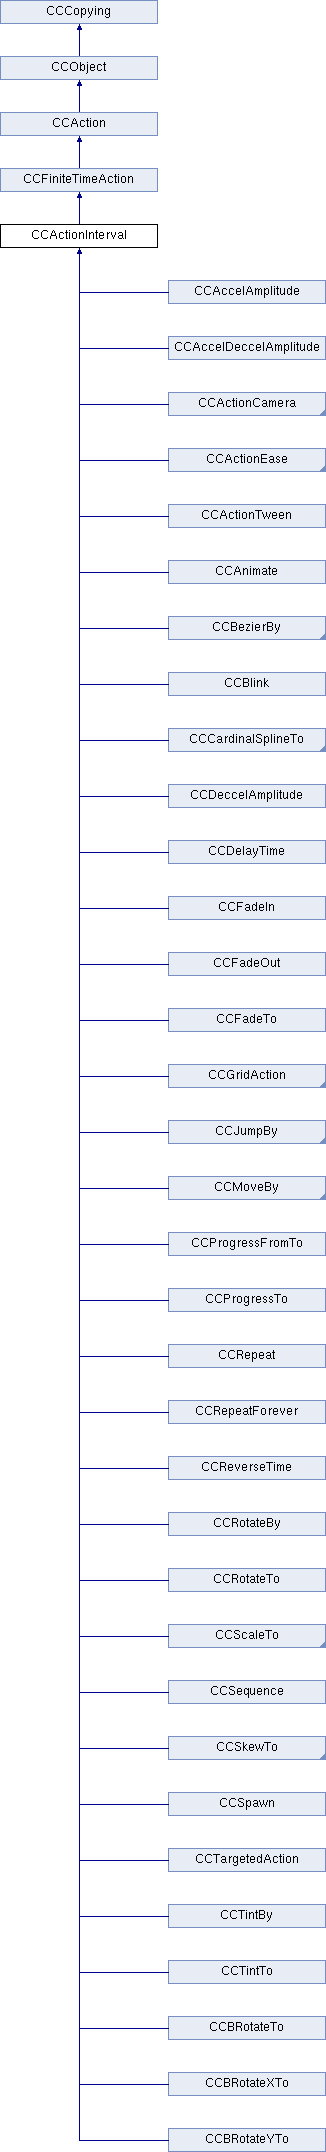 CCCopying
CCObject
CCAction
CCFiniteTimeAction
CCActionInterval
CCAccelAmplitude
CCAccelDeccelAmplitude
CCActionCamera
CCActionEase
CCActionTween
CCAnimate
CCBezierBy
CCBlink
CCCardinalSplineTo
CCDeccelAmplitude
CCDelayTime
CCFadeIn
CCFadeOut
CCFadeTo
CCGridAction
CCJumpBy
CCMoveBy
CCProgressFromTo
CCProgressTo
CCRepeat
CCRepeatForever
CCReverseTime
CCRotateBy
CCRotateTo
CCScaleTo
CCSequence
CCSkewTo
CCSpawn
CCTargetedAction
CCTintBy
CCTintTo
CCBRotateTo
CCBRotateXTo
CCBRotateYTo